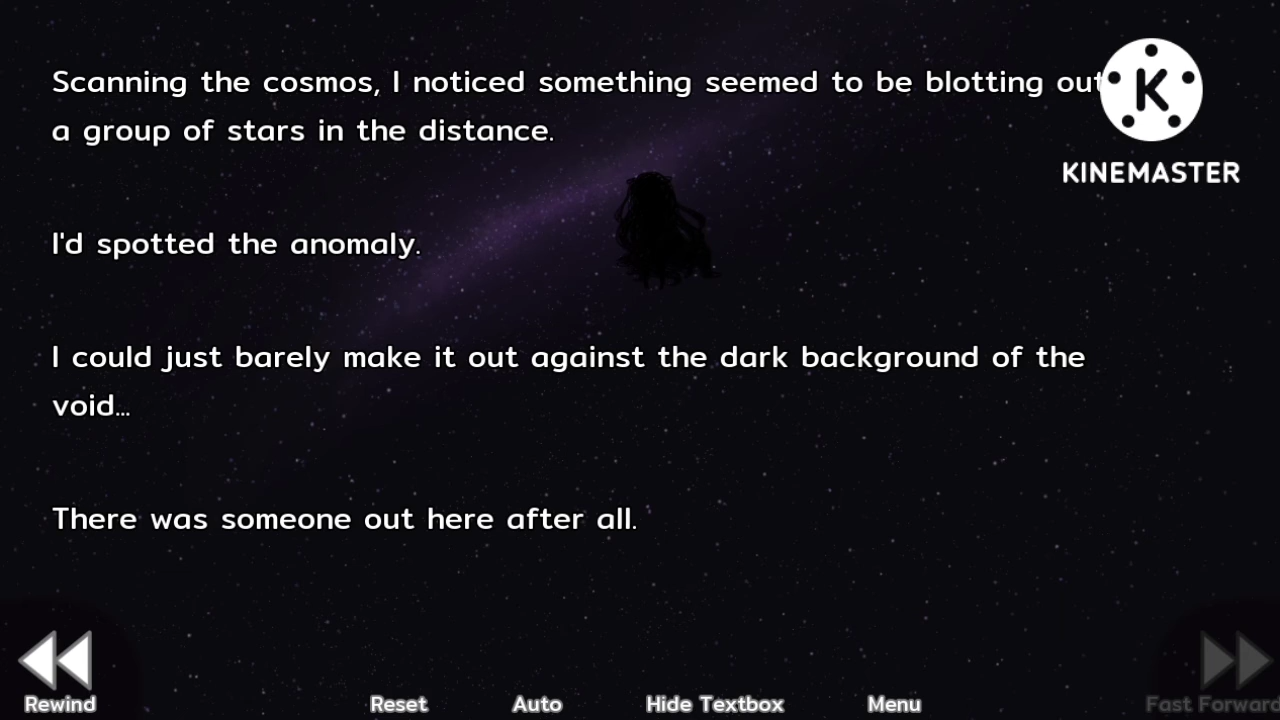 Scanning the cosmos, I noticed something seemed to be blotting out
a group of stars in the distance.
I'd spotted the anomaly.
I could just barely make it out against the dark background of the
void...
There was someone out here after all.
K
KINEMASTER
Rewind
Reset
Auto
Hide Textbox
Menu
Fast Forward